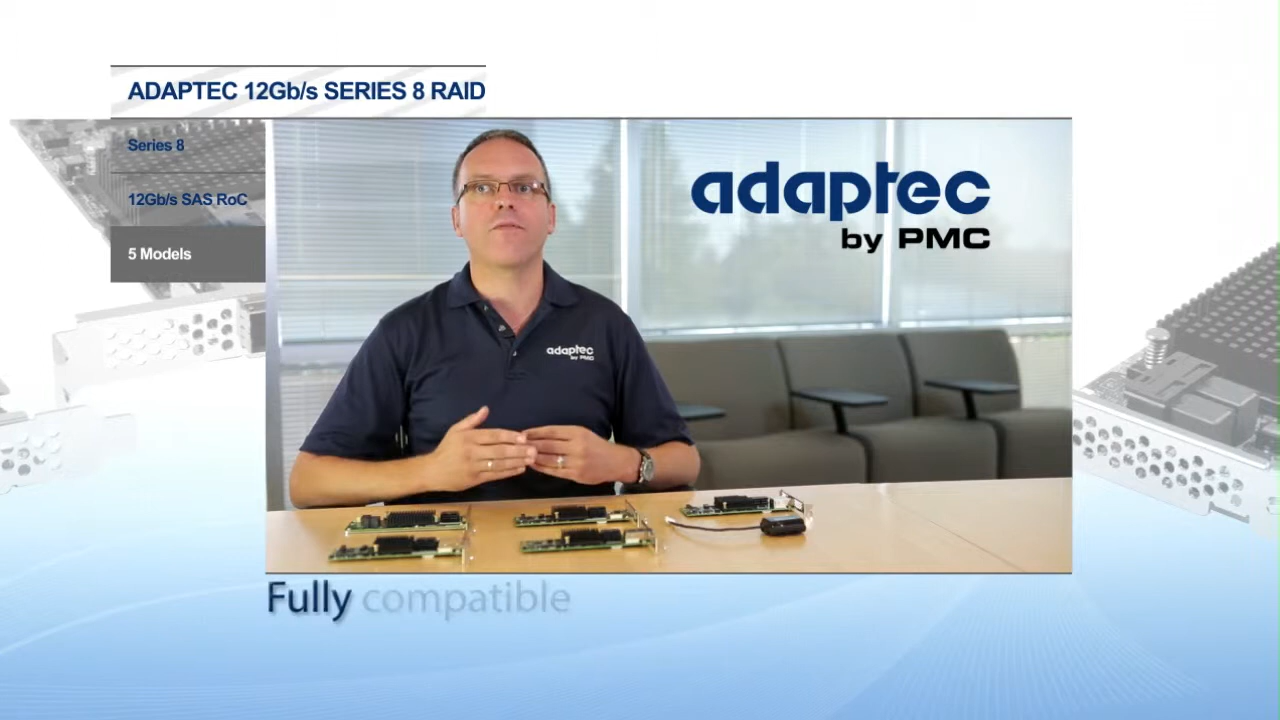 ADAPTEC 12Gb/s SERIES 8 RAID
Series 8
12Gb/s SAS RoC
5 Models
adaptec
by PMC
adaptec
by PMC
Fully compatible